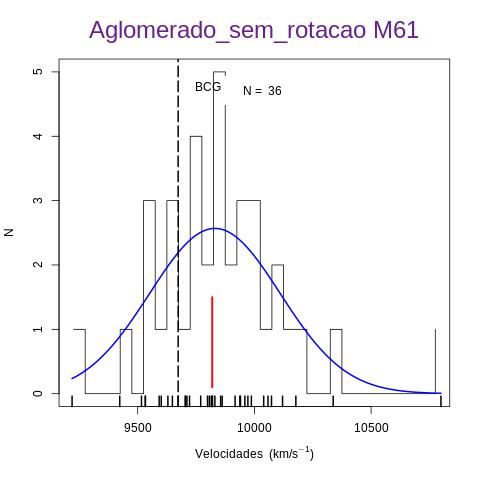 Aglomerado_sem_rotacao M61
BCG
N = 36
N
5
4
3
2
1
0
9500
10000
10500
Velocidades (km/s⁻¹)